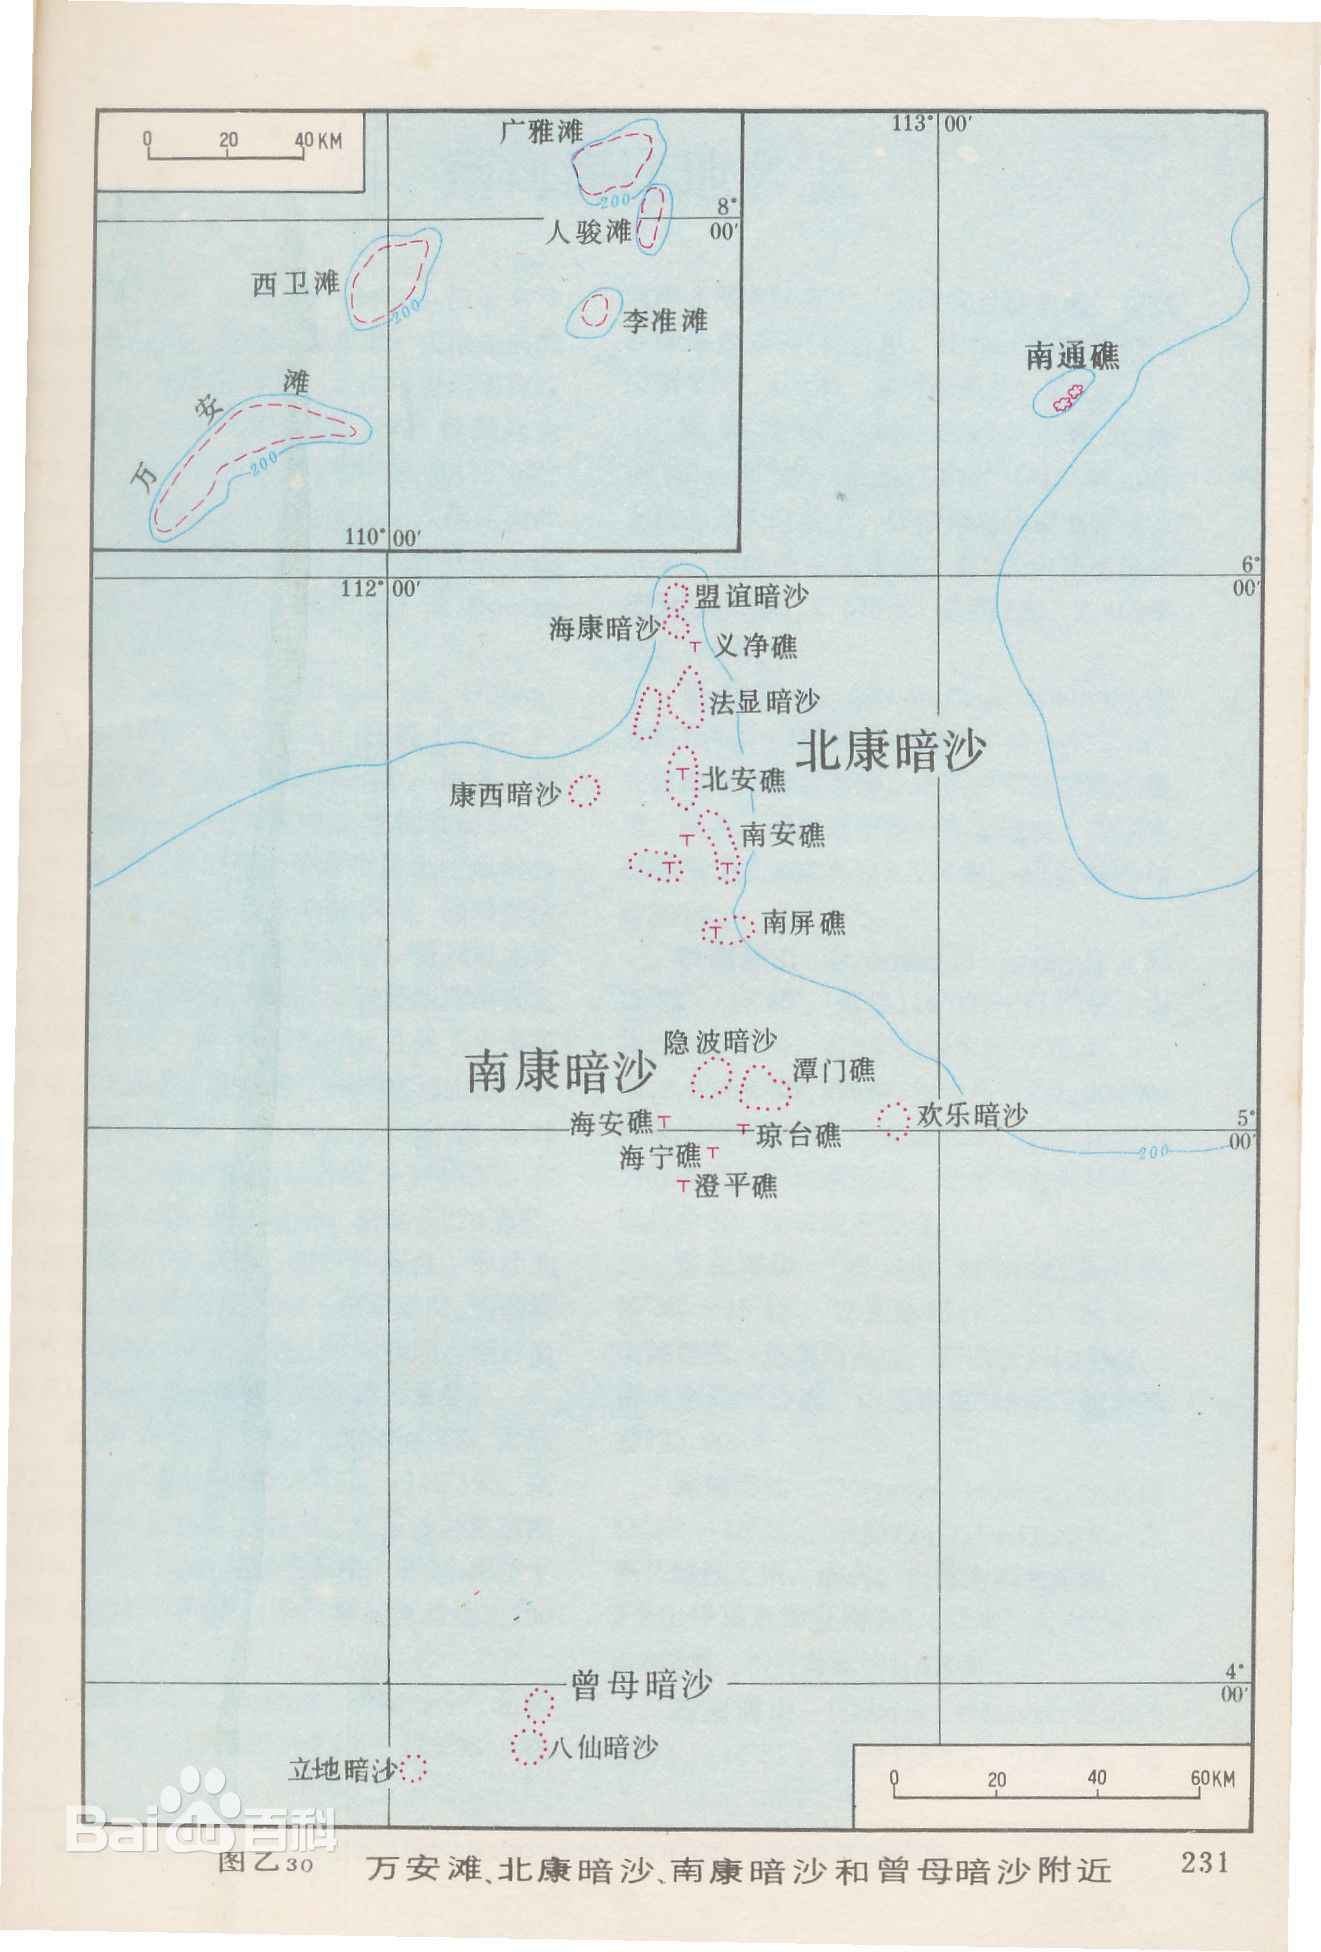 0 20 40KM
广雅滩
200
8°
00′
人骏滩
西卫滩
200
李准滩
万安滩
200
110°00′
113°00′
南通礁
112°00′
6°
00′
盟谊暗沙
海康暗沙
义净礁
法显暗沙
北康暗沙
康西暗沙
北安礁
南安礁
南屏礁
隐波暗沙
南康暗沙
潭门礁
海安礁
琼台礁
欢乐暗沙
5°
00′
海宁礁
200
澄平礁
曾母暗沙
4°
00′
八仙暗沙
立地暗沙
0 20 40 60KM
Bai百科
图乙30 万安滩、北康暗沙、南康暗沙和曾母暗沙附近 231